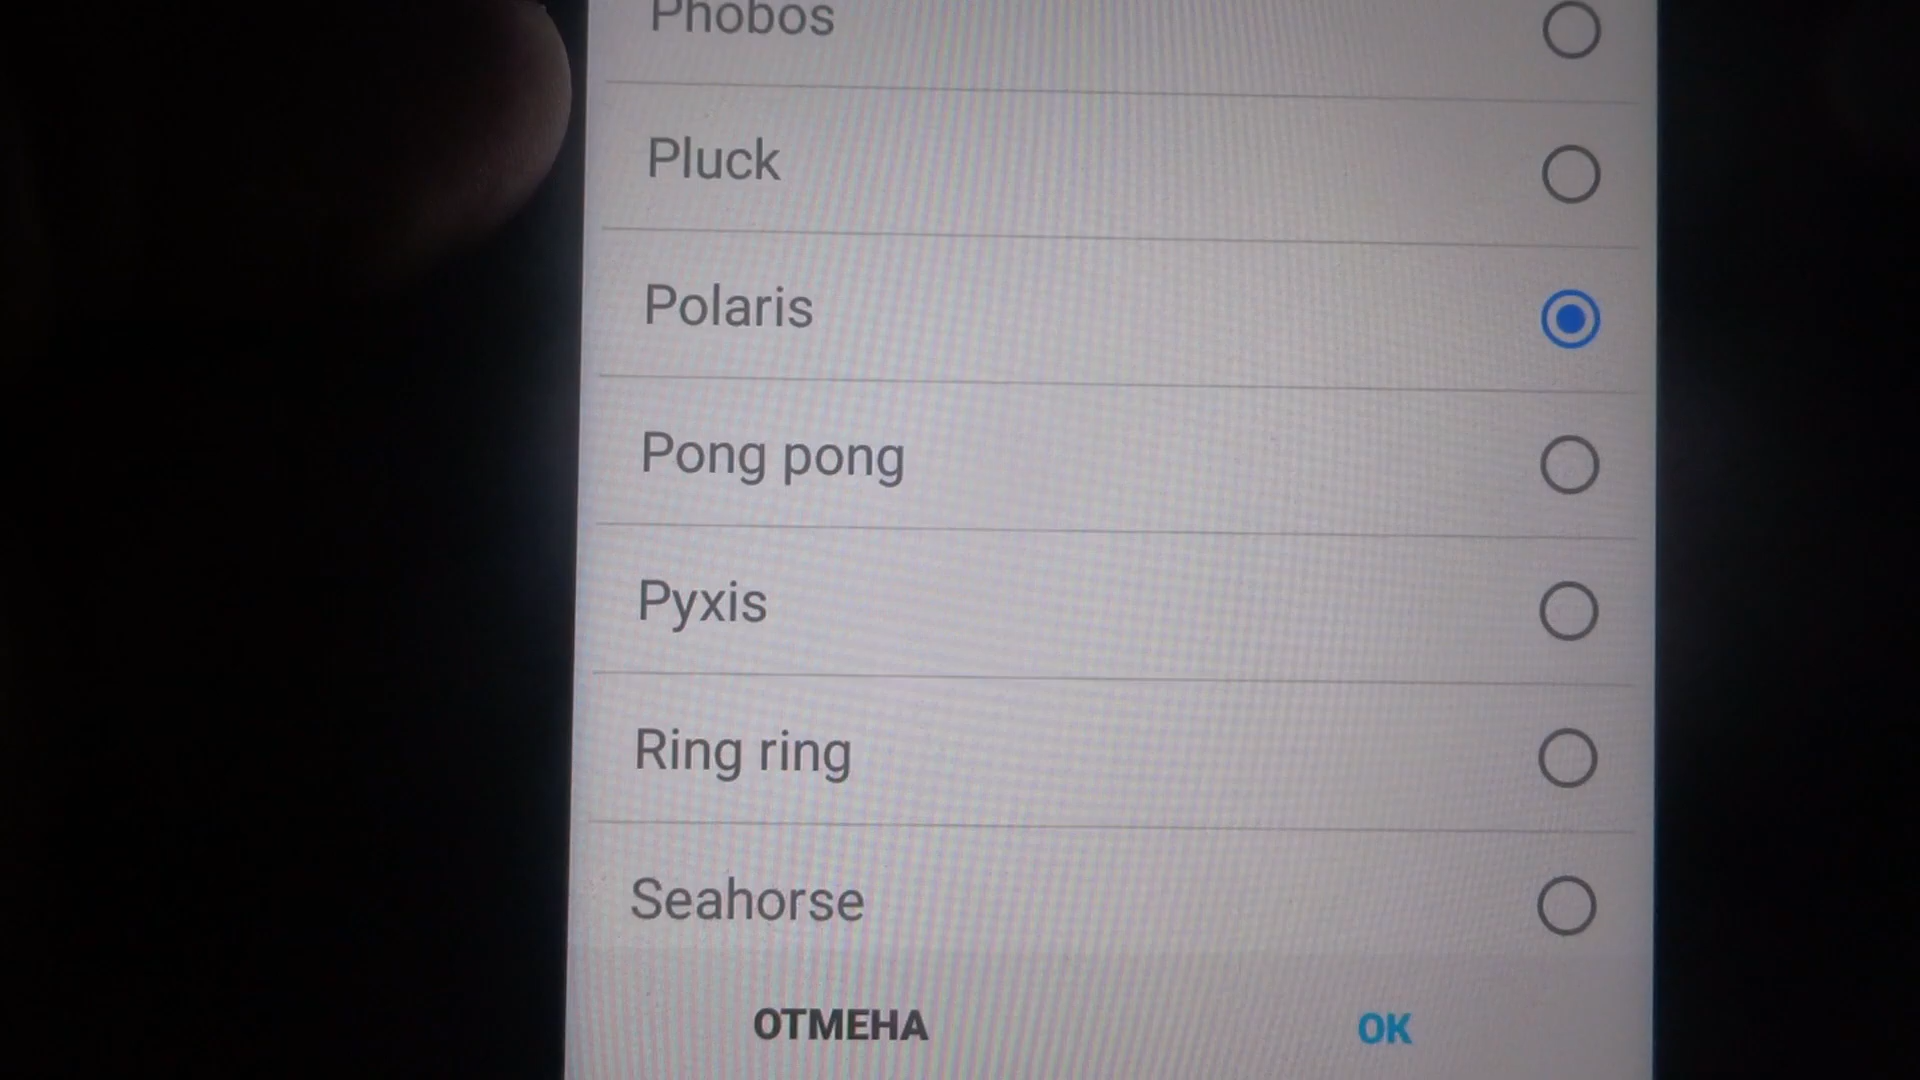 Phobos
Pluck
Polaris
Pong pong
Pyxis
Ring ring
Seahorse
ОТМЕНА
OK